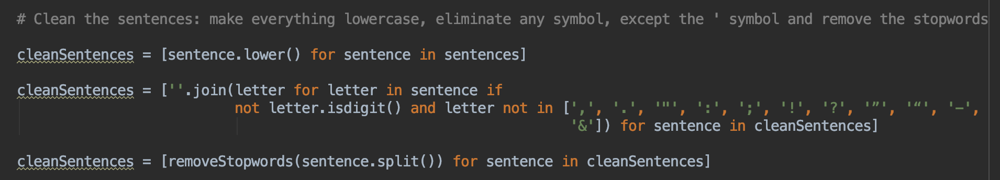 # Clean the sentences: make everything lowercase, eliminate any symbol, except the ' symbol and remove the stopwords
cleanSentences = [sentence.lower() for sentence in sentences]
cleanSentences = [''.join(letter for letter in sentence if
not letter.isdigit() and letter not in [',', '.', '"', ':', ';', '!', '?', '”', '“', '–',
'&']) for sentence in cleanSentences]
cleanSentences = [removeStopwords(sentence.split()) for sentence in cleanSentences]